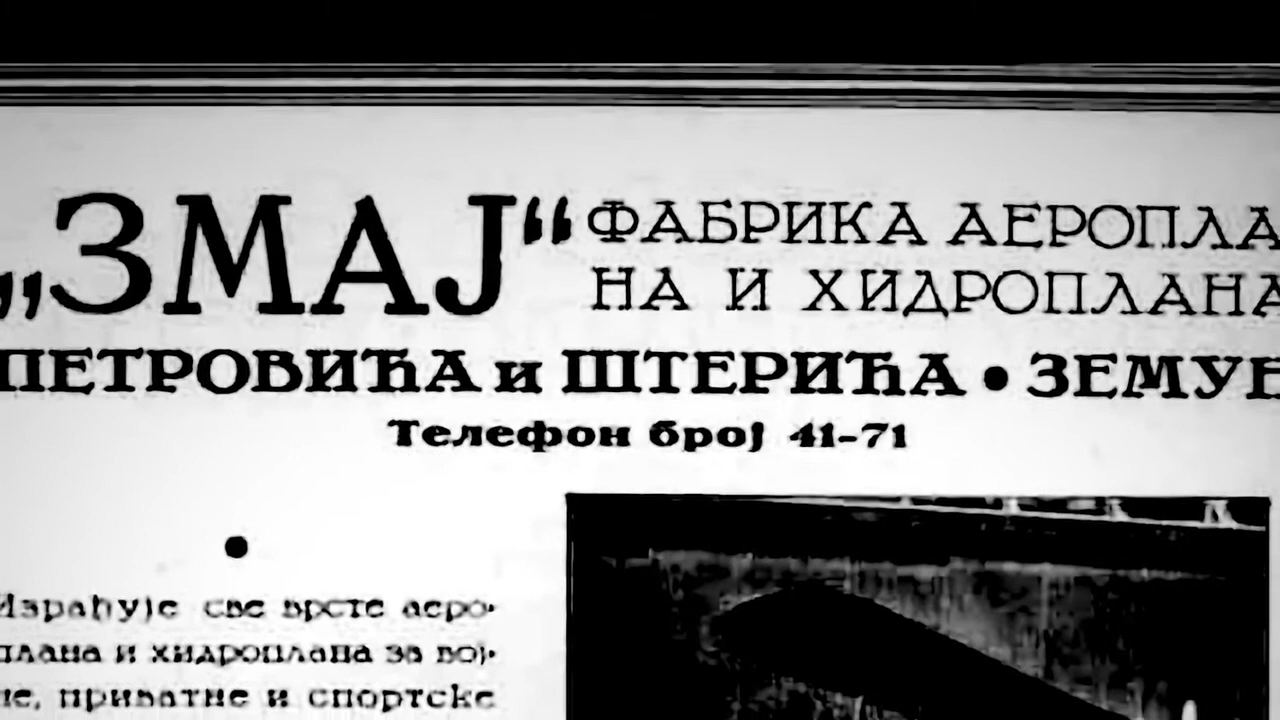 „ЗМАЈ“ ФАБРИКА АЕРОПЛА
НА И ХИДРОПЛАНА
ПЕТРОВИЋА и ШТЕРИЋА • ЗЕМУН
Телефон број 41-71
Израђује све врсте аеро-
плана и хидроплана за вој-
не, приватне и спортске